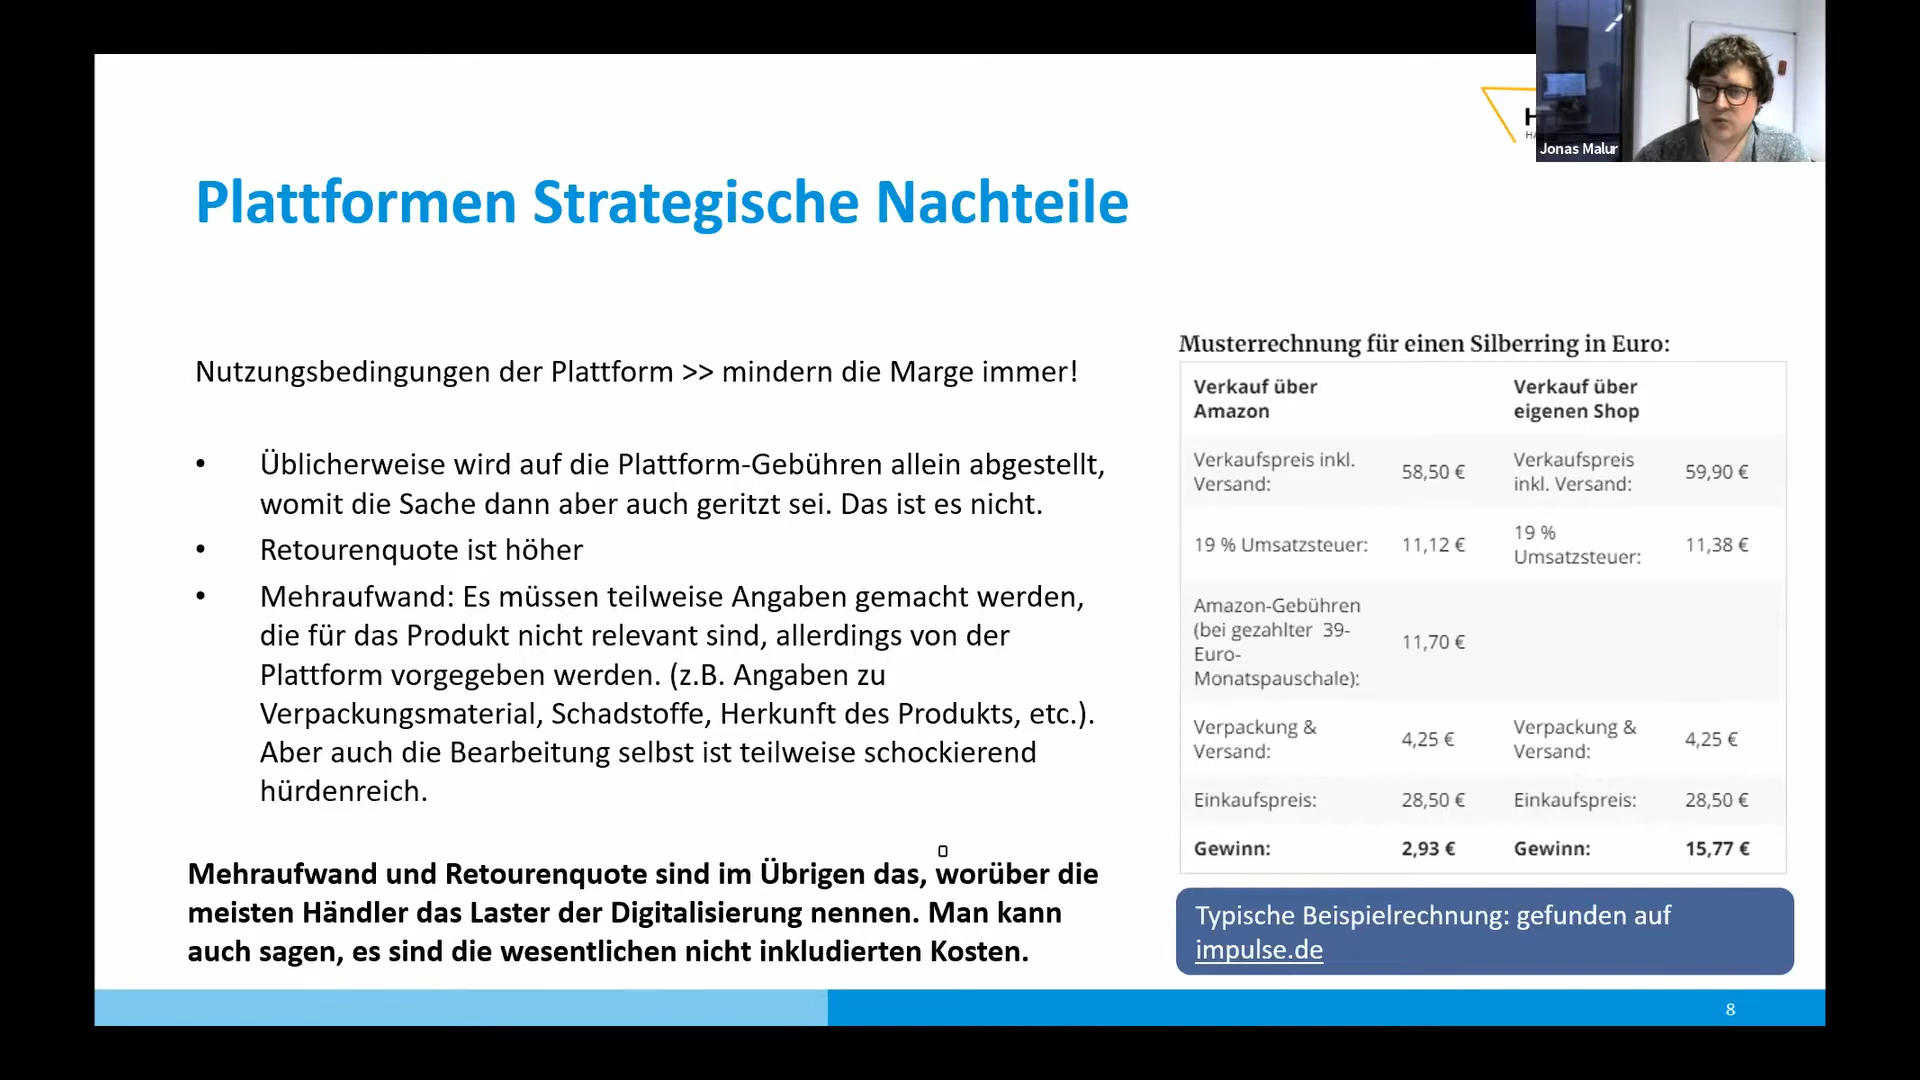 Jonas Malur
Plattformen Strategische Nachteile
Nutzungsbedingungen der Plattform >> mindern die Marge immer!
• Üblicherweise wird auf die Plattform-Gebühren allein abgestellt,
womit die Sache dann aber auch geritzt sei. Das ist es nicht.
• Retourenquote ist höher
• Mehraufwand: Es müssen teilweise Angaben gemacht werden,
die für das Produkt nicht relevant sind, allerdings von der
Plattform vorgegeben werden. (z.B. Angaben zu
Verpackungsmaterial, Schadstoffe, Herkunft des Produkts, etc.).
Aber auch die Bearbeitung selbst ist teilweise schockierend
hürdenreich.
Mehraufwand und Retourenquote sind im Übrigen das, worüber die
meisten Händler das Laster der Digitalisierung nennen. Man kann
auch sagen, es sind die wesentlichen nicht inkludierten Kosten.
Musterrechnung für einen Silberring in Euro:
Verkauf über
Amazon
Verkauf über
eigenen Shop
Verkaufspreis inkl.
Versand:
58,50 €
Verkaufspreis
inkl. Versand:
59,90 €
19 % Umsatzsteuer:
11,12 €
19 %
Umsatzsteuer:
11,38 €
Amazon-Gebühren
(bei gezahlter 39-
Euro-
Monatspauschale):
11,70 €
Verpackung &
Versand:
4,25 €
Verpackung &
Versand:
4,25 €
Einkaufspreis:
28,50 €
Einkaufspreis:
28,50 €
Gewinn:
2,93 €
Gewinn:
15,77 €
Typische Beispielrechnung: gefunden auf
impulse.de
8